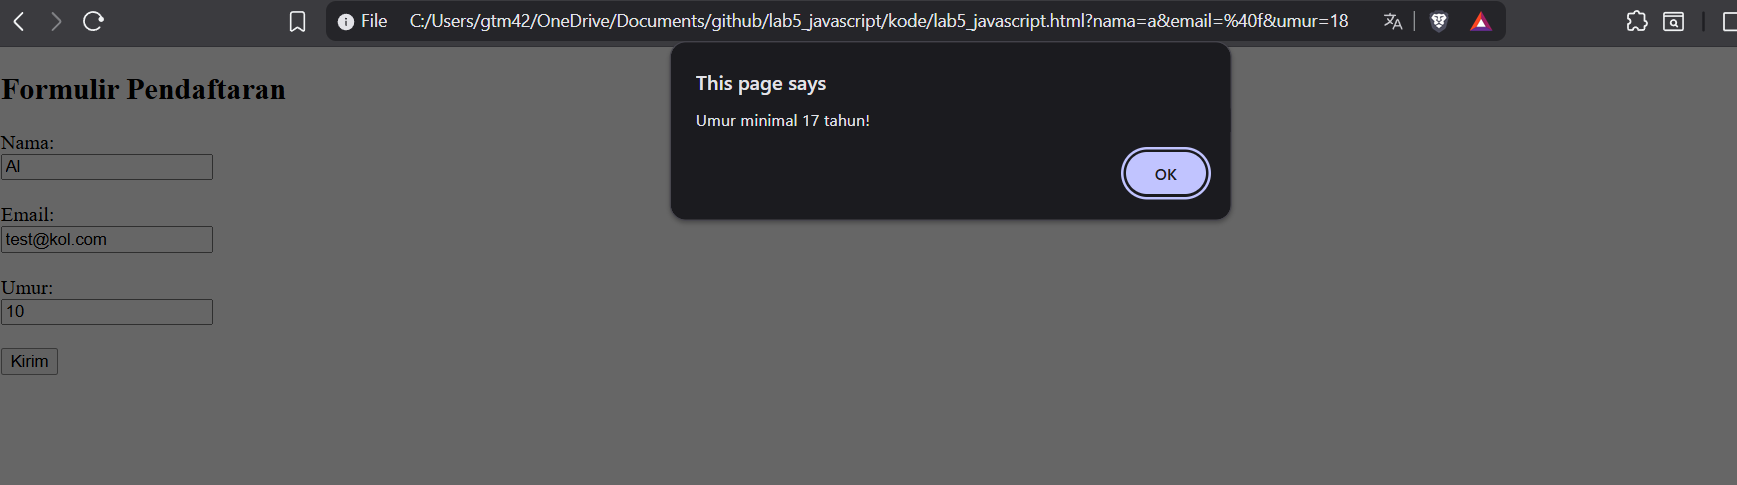 File C:/Users/gtm42/OneDrive/Documents/github/lab5_javascript/kode/lab5_javascript.html?nama=a&email=%40f&umur=18
This page says
Umur minimal 17 tahun!
OK
Formulir Pendaftaran
Nama:
Al
Email:
test@kol.com
Umur:
10
Kirim